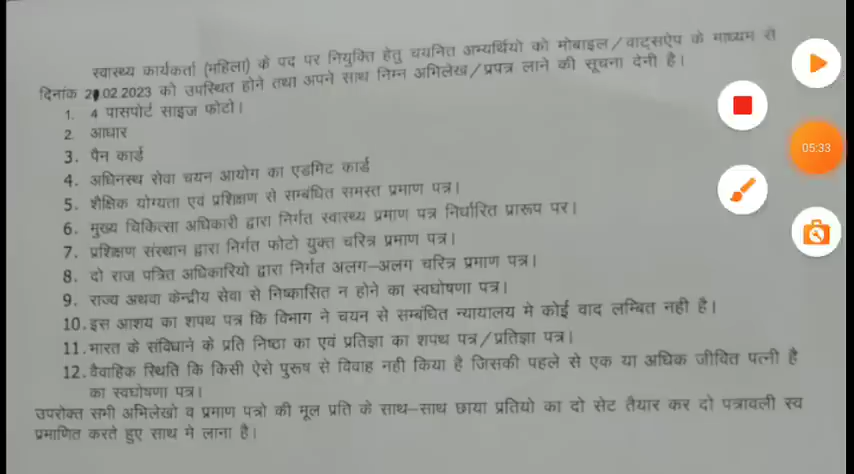 स्वास्थ्य कार्यकर्ता (महिला) के पद पर नियुक्ति हेतु चयनित अभ्यर्थियो को मोबाइल/वाट्सऐप के माध्यम से
दिनांक 2 .02.2023 को उपस्थित होने तथा अपने साथ निम्न अभिलेख/प्रपत्र लाने की सूचना देनी है।
1. 4 पासपोर्ट साइज फोटो।
2. आधार
3. पैन कार्ड
4. अधिनस्थ सेवा चयन आयोग का एडमिट कार्ड
5. शैक्षिक योग्यता एवं प्रशिक्षण से सम्बंधित समस्त प्रमाण पत्र।
6. मुख्य चिकित्सा अधिकारी द्वारा निर्गत स्वास्थ्य प्रमाण पत्र निर्धारित प्रारूप पर।
7. प्रशिक्षण संस्थान द्वारा निर्गत फोटो युक्त चरित्र प्रमाण पत्र।
8. दो राज पत्रित अधिकारियो द्वारा निर्गत अलग–अलग चरित्र प्रमाण पत्र।
9. राज्य अथवा केन्द्रीय सेवा से निष्कासित न होने का स्वघोषणा पत्र।
10. इस आशय का शपथ पत्र कि विभाग ने चयन से सम्बंधित न्यायालय मे कोई वाद लम्बित नही है।
11. भारत के संविधाने के प्रति निष्ठा का एवं प्रतिज्ञा का शपथ पत्र/प्रतिज्ञा पत्र।
12. वैवाहिक स्थिति कि किसी ऐसे पुरूष से विवाह नही किया है जिसकी पहले से एक या अधिक जीवित पत्नी है
का स्वघोषणा पत्र।
उपरोक्त सभी अभिलेखो व प्रमाण पत्रो की मूल प्रति के साथ–साथ छाया प्रतियो का दो सेट तैयार कर दो पत्रावली स्व
प्रमाणित करते हुए साथ मे लाना है।
05:33